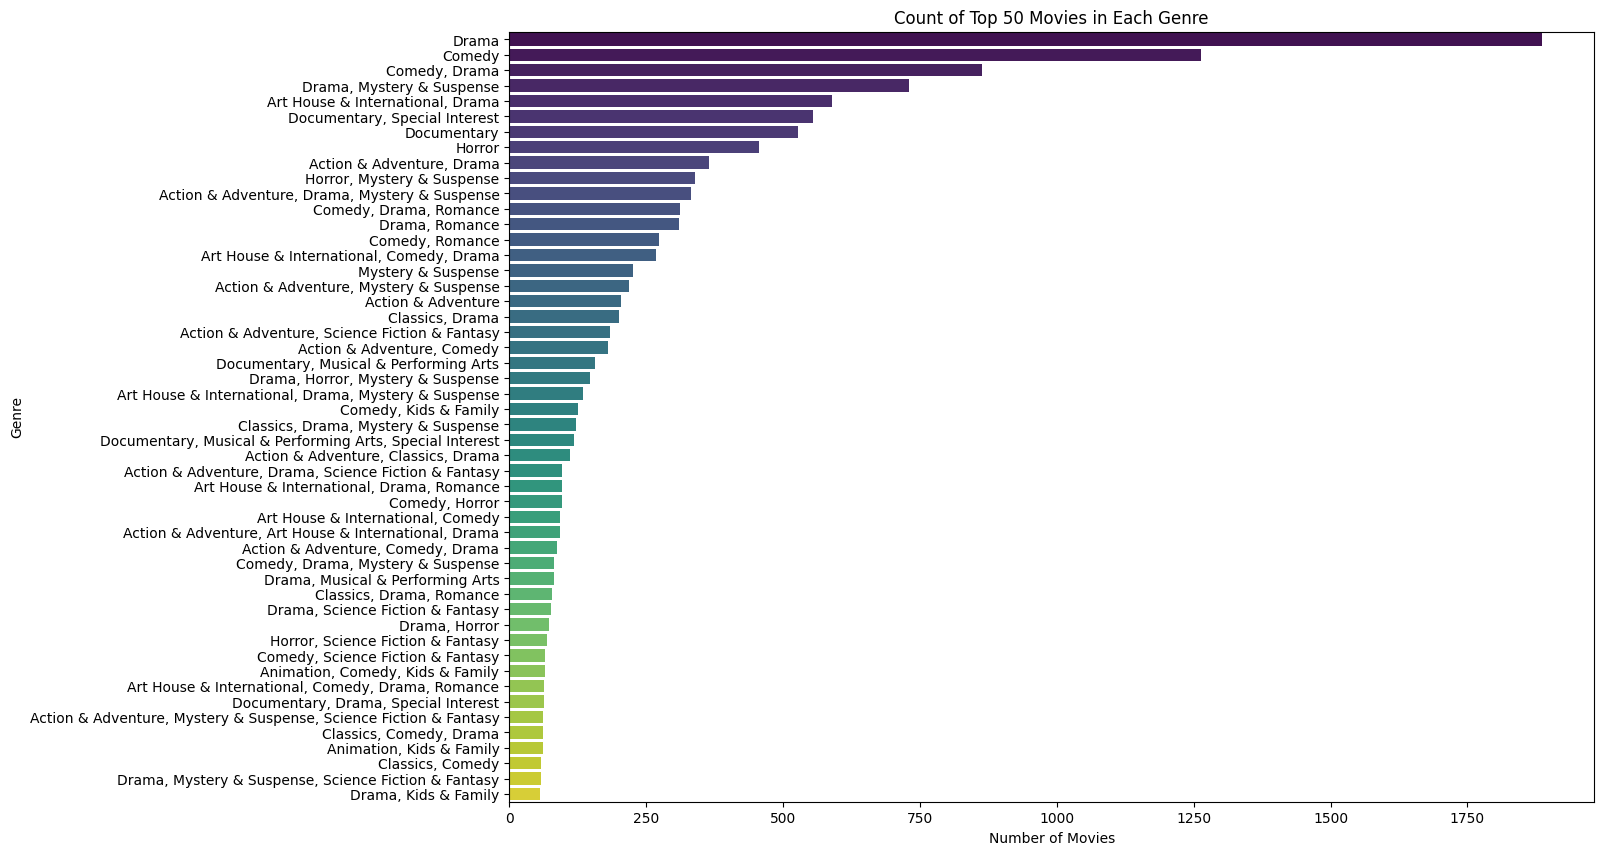 Count of Top 50 Movies in Each Genre
Drama
Comedy
Comedy, Drama
Drama, Mystery & Suspense
Art House & International, Drama
Documentary, Special Interest
Documentary
Horror
Action & Adventure, Drama
Horror, Mystery & Suspense
Action & Adventure, Drama, Mystery & Suspense
Comedy, Drama, Romance
Drama, Romance
Comedy, Romance
Art House & International, Comedy, Drama
Mystery & Suspense
Action & Adventure, Mystery & Suspense
Action & Adventure
Classics, Drama
Action & Adventure, Science Fiction & Fantasy
Action & Adventure, Comedy
Documentary, Musical & Performing Arts
Drama, Horror, Mystery & Suspense
Art House & International, Drama, Mystery & Suspense
Comedy, Kids & Family
Classics, Drama, Mystery & Suspense
Documentary, Musical & Performing Arts, Special Interest
Action & Adventure, Classics, Drama
Action & Adventure, Drama, Science Fiction & Fantasy
Art House & International, Drama, Romance
Comedy, Horror
Art House & International, Comedy
Action & Adventure, Art House & International, Drama
Action & Adventure, Comedy, Drama
Comedy, Drama, Mystery & Suspense
Drama, Musical & Performing Arts
Classics, Drama, Romance
Drama, Science Fiction & Fantasy
Drama, Horror
Horror, Science Fiction & Fantasy
Comedy, Science Fiction & Fantasy
Animation, Comedy, Kids & Family
Art House & International, Comedy, Drama, Romance
Documentary, Drama, Special Interest
Action & Adventure, Mystery & Suspense, Science Fiction & Fantasy
Classics, Comedy, Drama
Animation, Kids & Family
Classics, Comedy
Drama, Mystery & Suspense, Science Fiction & Fantasy
Drama, Kids & Family
Genre
0 250 500 750 1000 1250 1500 1750
Number of Movies